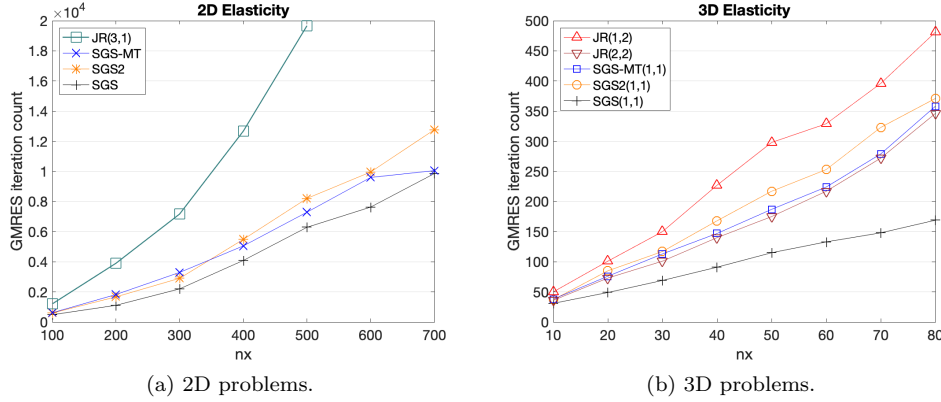 2D Elasticity
×10⁴
2
1.8
1.6
1.4
1.2
1
0.8
0.6
0.4
0.2
GMRES iteration count
JR(3,1)
SGS-MT
SGS2
SGS
100 200 300 400 500 600 700
nx
(a) 2D problems.
3D Elasticity
500
450
400
350
300
250
200
150
100
50
0
GMRES iteration count
JR(1,2)
JR(2,2)
SGS-MT(1,1)
SGS2(1,1)
SGS(1,1)
10 20 30 40 50 60 70 80
nx
(b) 3D problems.